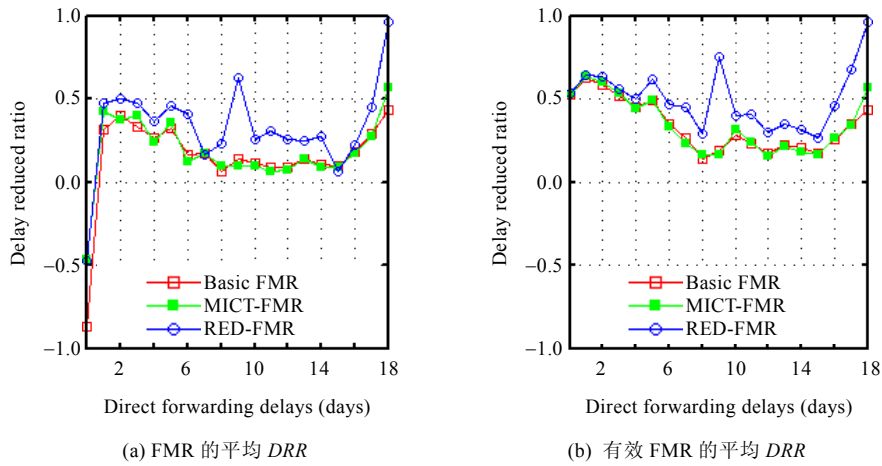 1.0
0.5
0.0
−0.5
−1.0
Delay reduced ratio
Basic FMR
MICT-FMR
RED-FMR
2 6 10 14 18
Direct forwarding delays (days)
(a) FMR 的平均 DRR
1.0
0.5
0.0
−0.5
−1.0
Delay reduced ratio
Basic FMR
MICT-FMR
RED-FMR
2 6 10 14 18
Direct forwarding delays (days)
(b) 有效 FMR 的平均 DRR